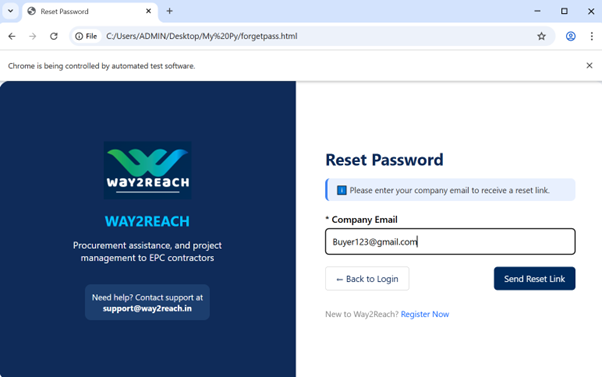 Reset Password
File
C:/Users/ADMIN/Desktop/My%20Py/forgetpass.html
Chrome is being controlled by automated test software.
WAY2REACH
WAY2REACH
Procurement assistance, and project
management to EPC contractors
Need help? Contact support at
support@way2reach.in
Reset Password
Please enter your company email to receive a reset link.
* Company Email
Buyer123@gmail.com
← Back to Login
Send Reset Link
New to Way2Reach? Register Now